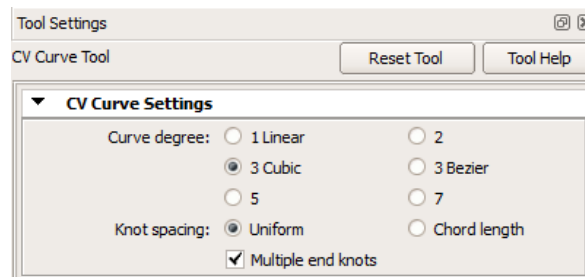 Tool Settings
CV Curve Tool Reset Tool Tool Help
CV Curve Settings
Curve degree: 1 Linear 2
3 Cubic 3 Bezier
5 7
Knot spacing: Uniform Chord length
Multiple end knots